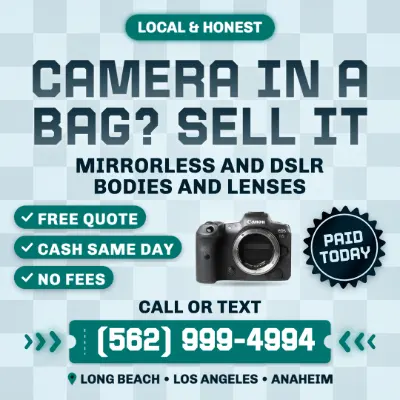 LOCAL & HONEST
CAMERA IN A
BAG? SELL IT
MIRRORLESS AND DSLR
BODIES AND LENSES
FREE QUOTE
CASH SAME DAY
NO FEES
Canon
PAID
TODAY
CALL OR TEXT
(562) 999-4994
LONG BEACH • LOS ANGELES • ANAHEIM